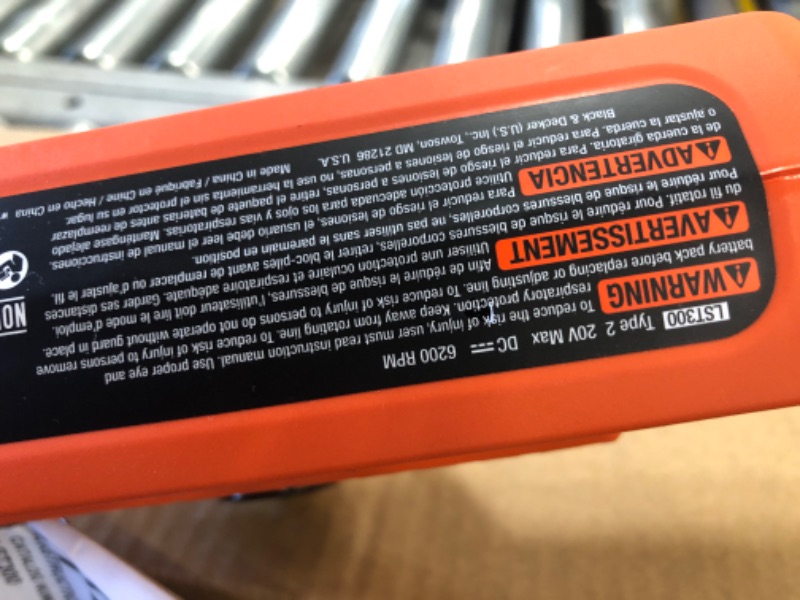 LST300 Type 2 20V Max DC 6200 RPM
WARNING To reduce the risk of injury, user must read instruction manual. Use proper eye and
respiratory protection. Keep away from rotating line. To reduce risk of injury to persons remove
battery pack before replacing or adjusting line. To reduce risk of injury to persons do not operate without guard in place.
AVERTISSEMENT Afin de réduire le risque de blessures, l'utilisateur doit lire le mode d'emploi.
Utiliser une protection oculaire et respiratoire adéquate. Garder ses distances
du fil rotatif. Pour réduire le risque de blessures corporelles, retirer le bloc-piles avant de remplacer ou d'ajuster le fil.
Pour réduire le risque de blessures corporelles, ne pas utiliser sans le paremain en position.
ADVERTENCIA Para reducir el riesgo de lesiones, el usuario debe leer el manual de instrucciones.
Utilice protección adecuada para los ojos y vías respiratorias. Manténgase alejado
de la cuerda giratoria. Para reducir el riesgo de lesiones a personas, retire el paquete de baterías antes de reemplazar
o ajustar la cuerda. Para reducir el riesgo de lesiones a personas, no use la herramienta sin el protector en su lugar.
Black & Decker (U.S.) Inc., Towson, MD 21286 U.S.A. Made in China / Fabriqué en Chine / Hecho en China